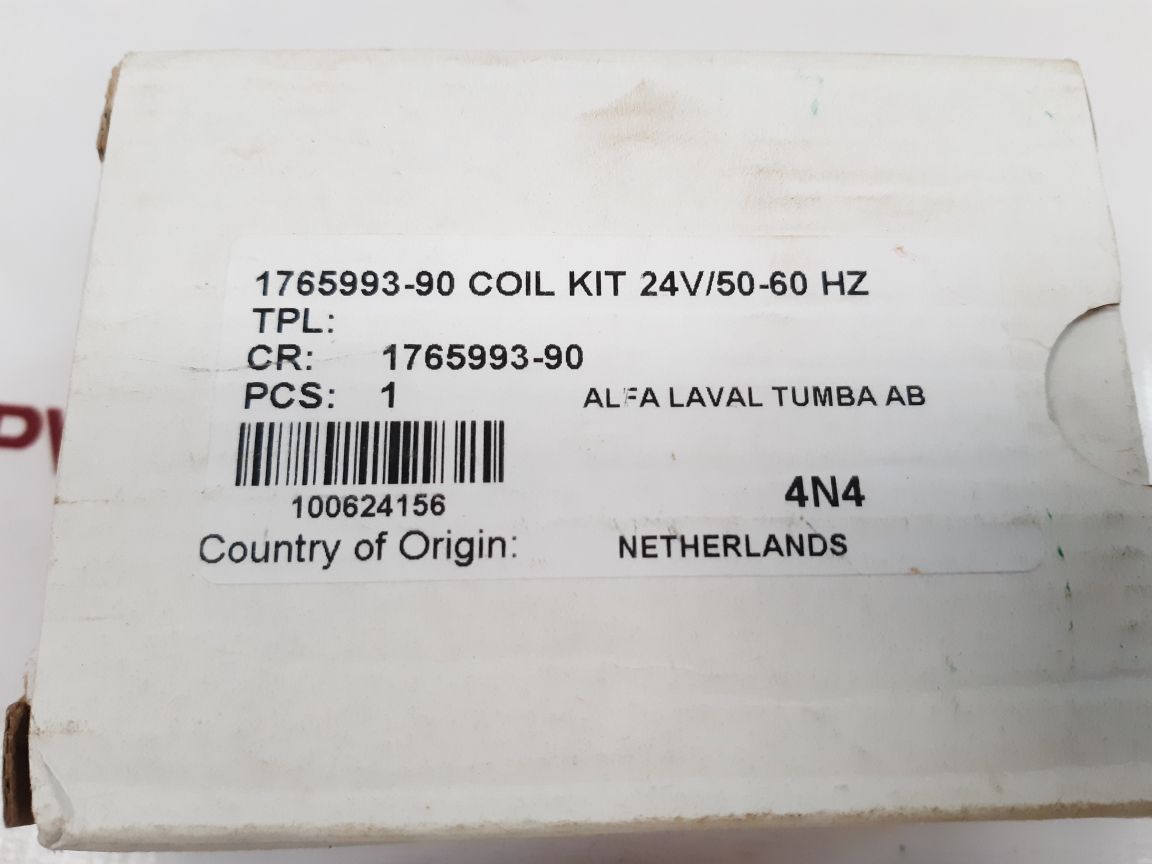 1765993-90 COIL KIT 24V/50-60 HZ
TPL:
CR: 1765993-90
PCS: 1 ALFA LAVAL TUMBA AB
100624156
4N4
Country of Origin: NETHERLANDS